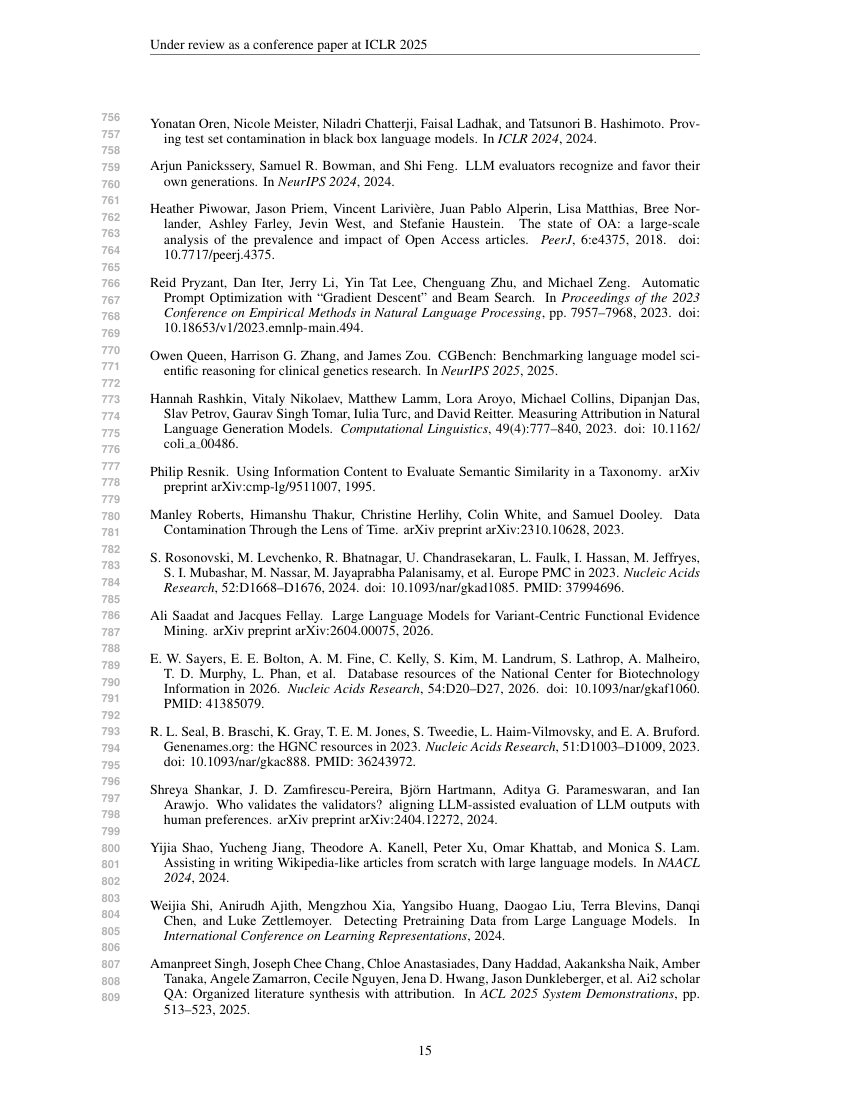 Under review as a conference paper at ICLR 2025
756
757
758
759
760
761
762
763
764
765
766
767
768
769
770
771
772
773
774
775
776
777
778
779
780
781
782
783
784
785
786
787
788
789
790
791
792
793
794
795
796
797
798
799
800
801
802
803
804
805
806
807
808
809
Yonatan Oren, Nicole Meister, Niladri Chatterji, Faisal Ladhak, and Tatsunori B. Hashimoto. Prov-
ing test set contamination in black box language models. In ICLR 2024, 2024.
Arjun Panickssery, Samuel R. Bowman, and Shi Feng. LLM evaluators recognize and favor their
own generations. In NeurIPS 2024, 2024.
Heather Piwowar, Jason Priem, Vincent Larivière, Juan Pablo Alperin, Lisa Matthias, Bree Nor-
lander, Ashley Farley, Jevin West, and Stefanie Haustein. The state of OA: a large-scale
analysis of the prevalence and impact of Open Access articles. PeerJ, 6:e4375, 2018. doi:
10.7717/peerj.4375.
Reid Pryzant, Dan Iter, Jerry Li, Yin Tat Lee, Chenguang Zhu, and Michael Zeng. Automatic
Prompt Optimization with “Gradient Descent” and Beam Search. In Proceedings of the 2023
Conference on Empirical Methods in Natural Language Processing, pp. 7957–7968, 2023. doi:
10.18653/v1/2023.emnlp-main.494.
Owen Queen, Harrison G. Zhang, and James Zou. CGBench: Benchmarking language model sci-
entific reasoning for clinical genetics research. In NeurIPS 2025, 2025.
Hannah Rashkin, Vitaly Nikolaev, Matthew Lamm, Lora Aroyo, Michael Collins, Dipanjan Das,
Slav Petrov, Gaurav Singh Tomar, Iulia Turc, and David Reitter. Measuring Attribution in Natural
Language Generation Models. Computational Linguistics, 49(4):777–840, 2023. doi: 10.1162/
coli_a_00486.
Philip Resnik. Using Information Content to Evaluate Semantic Similarity in a Taxonomy. arXiv
preprint arXiv:cmp-lg/9511007, 1995.
Manley Roberts, Himanshu Thakur, Christine Herlihy, Colin White, and Samuel Dooley. Data
Contamination Through the Lens of Time. arXiv preprint arXiv:2310.10628, 2023.
S. Rosonovski, M. Levchenko, R. Bhatnagar, U. Chandrasekaran, L. Faulk, I. Hassan, M. Jeffryes,
S. I. Mubashar, M. Nassar, M. Jayaprabha Palanisamy, et al. Europe PMC in 2023. Nucleic Acids
Research, 52:D1668–D1676, 2024. doi: 10.1093/nar/gkad1085. PMID: 37994696.
Ali Saadat and Jacques Fellay. Large Language Models for Variant-Centric Functional Evidence
Mining. arXiv preprint arXiv:2604.00075, 2026.
E. W. Sayers, E. E. Bolton, A. M. Fine, C. Kelly, S. Kim, M. Landrum, S. Lathrop, A. Malheiro,
T. D. Murphy, L. Phan, et al. Database resources of the National Center for Biotechnology
Information in 2026. Nucleic Acids Research, 54:D20–D27, 2026. doi: 10.1093/nar/gkaf1060.
PMID: 41385079.
R. L. Seal, B. Braschi, K. Gray, T. E. M. Jones, S. Tweedie, L. Haim-Vilmovsky, and E. A. Bruford.
Genenames.org: the HGNC resources in 2023. Nucleic Acids Research, 51:D1003–D1009, 2023.
doi: 10.1093/nar/gkac888. PMID: 36243972.
Shreya Shankar, J. D. Zamfirescu-Pereira, Björn Hartmann, Aditya G. Parameswaran, and Ian
Arawjo. Who validates the validators? aligning LLM-assisted evaluation of LLM outputs with
human preferences. arXiv preprint arXiv:2404.12272, 2024.
Yijia Shao, Yucheng Jiang, Theodore A. Kanell, Peter Xu, Omar Khattab, and Monica S. Lam.
Assisting in writing Wikipedia-like articles from scratch with large language models. In NAACL
2024, 2024.
Weijia Shi, Anirudh Ajith, Mengzhou Xia, Yangsibo Huang, Daogao Liu, Terra Blevins, Danqi
Chen, and Luke Zettlemoyer. Detecting Pretraining Data from Large Language Models. In
International Conference on Learning Representations, 2024.
Amanpreet Singh, Joseph Chee Chang, Chloe Anastasiades, Dany Haddad, Aakanksha Naik, Amber
Tanaka, Angele Zamarron, Cecile Nguyen, Jena D. Hwang, Jason Dunkleberger, et al. Ai2 scholar
QA: Organized literature synthesis with attribution. In ACL 2025 System Demonstrations, pp.
513–523, 2025.
15